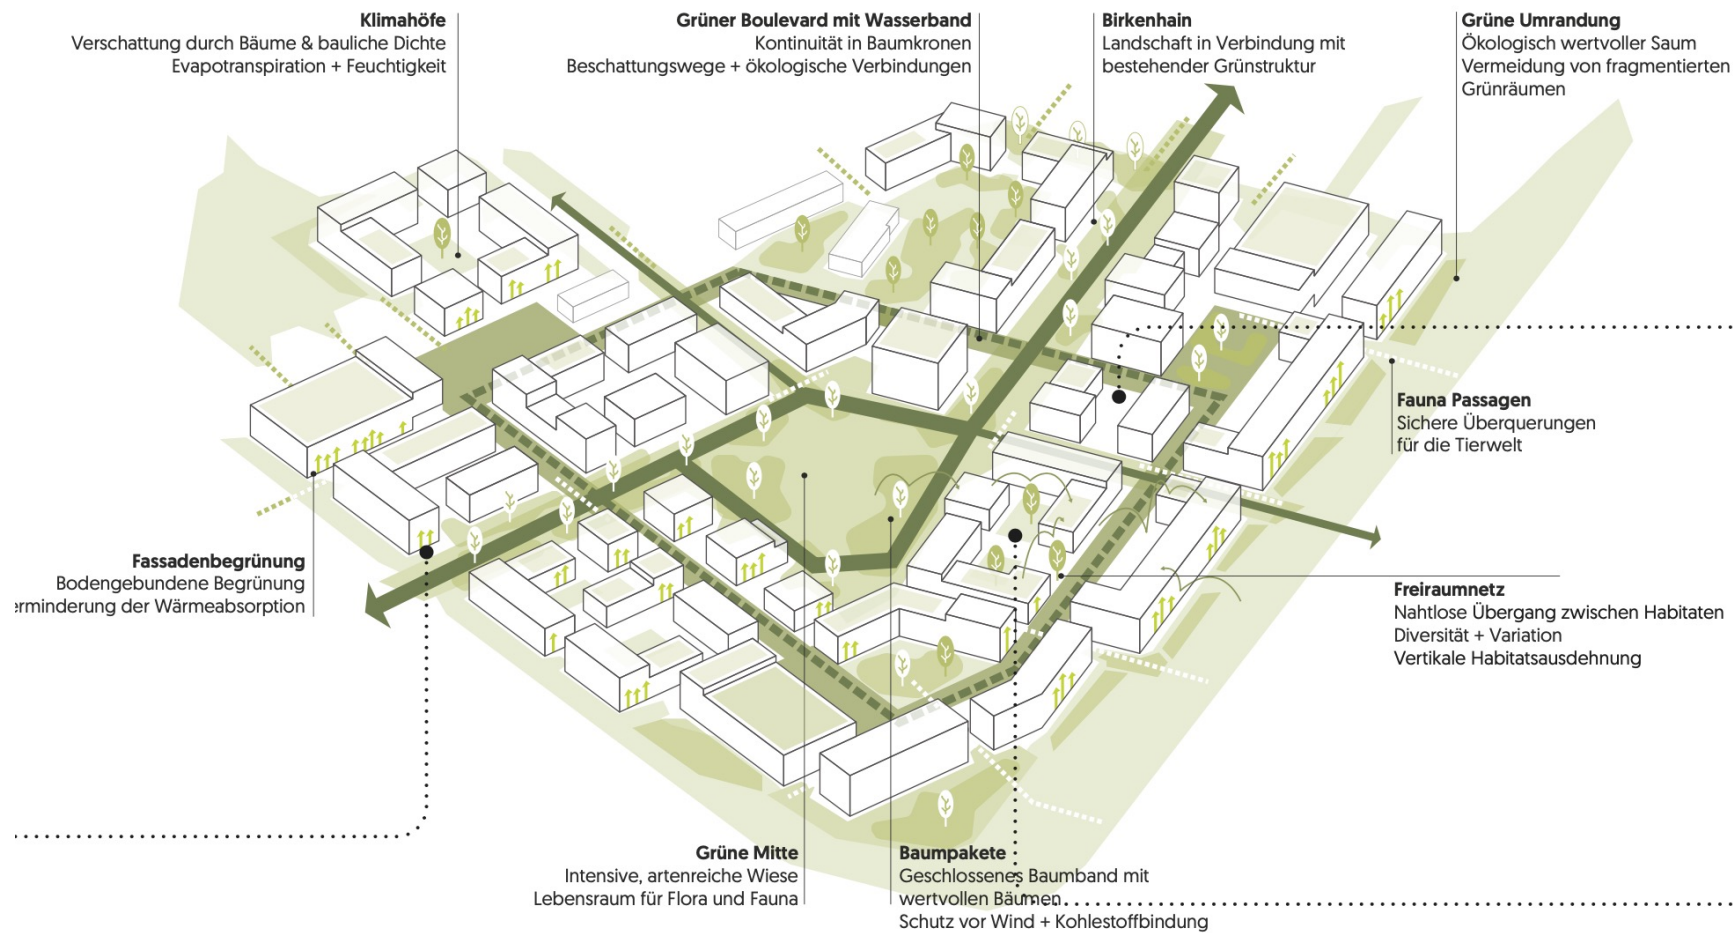 Klimahöfe
Verschattung durch Bäume & bauliche Dichte
Evapotranspiration + Feuchtigkeit
Grüner Boulevard mit Wasserband
Kontinuität in Baumkronen
Beschattungswege + ökologische Verbindungen
Birkenhain
Landschaft in Verbindung mit
bestehender Grünstruktur
Grüne Umrandung
Ökologisch wertvoller Saum
Vermeidung von fragmentierten
Grünräumen
Fauna Passagen
Sichere Überquerungen
für die Tierwelt
Fassadenbegrünung
Bodengebundene Begrünung
erminderung der Wärmeabsorption
Freiraumnetz
Nahtlose Übergang zwischen Habitaten
Diversität + Variation
Vertikale Habitatsausdehnung
Grüne Mitte
Intensive, artenreiche Wiese
Lebensraum für Flora und Fauna
Baumpakete
Geschlossenes Baumband mit
wertvollen Bäumen
Schutz vor Wind + Kohlestoffbindung